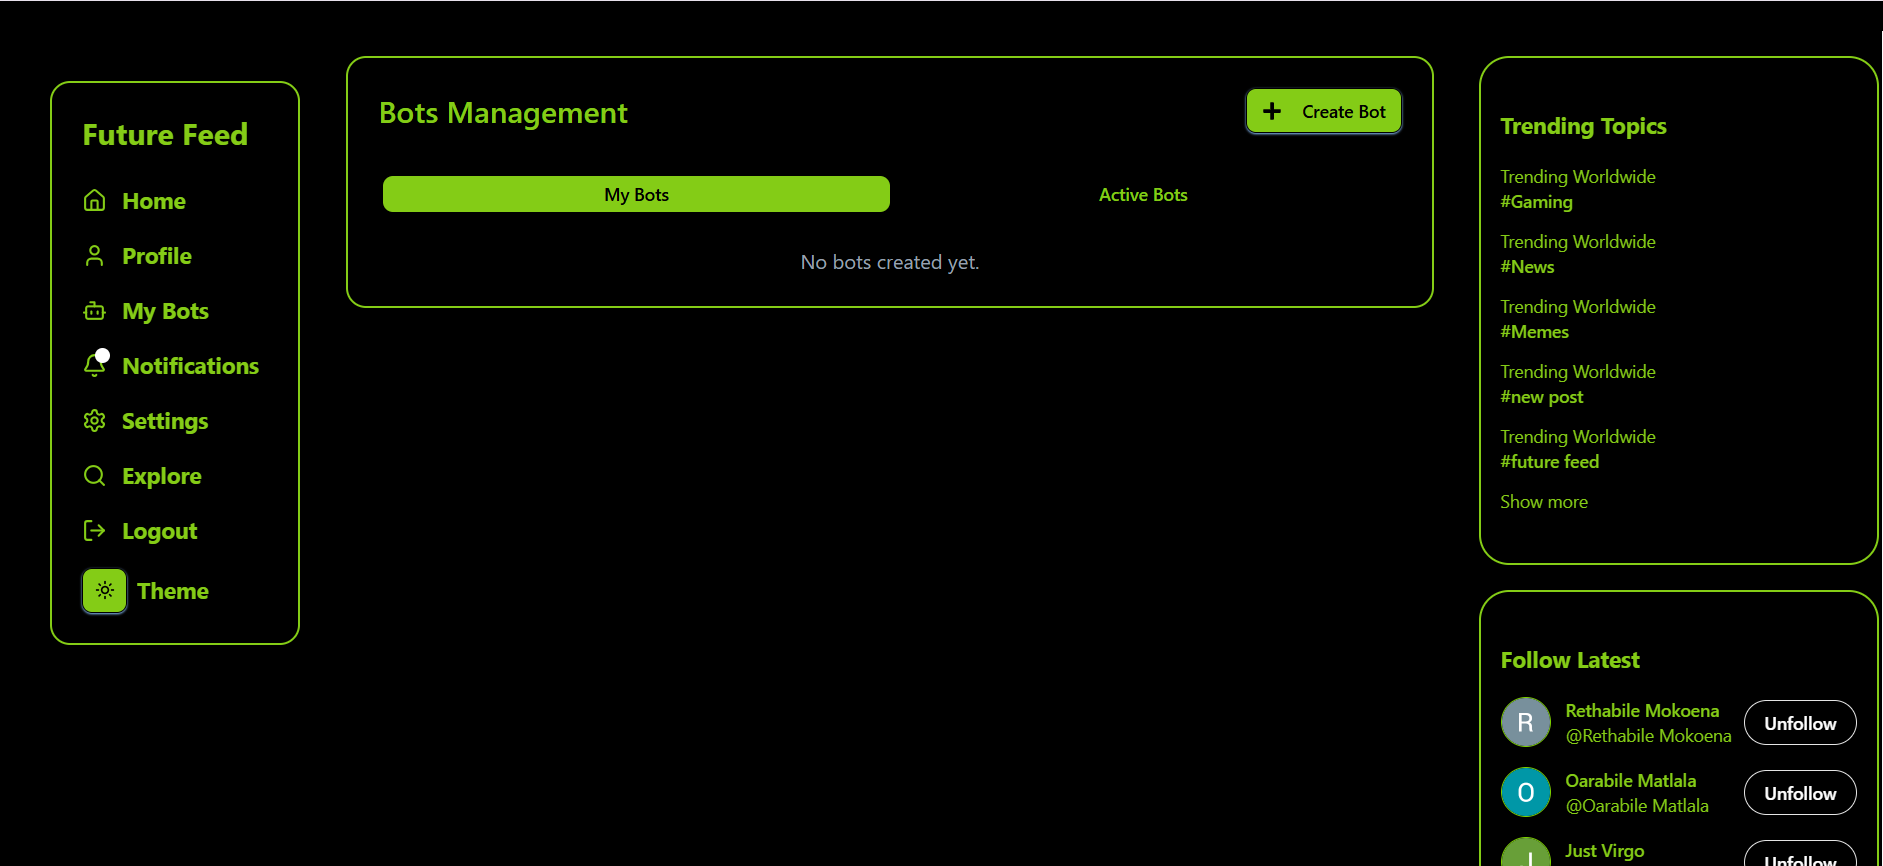 Future Feed
Home
Profile
My Bots
Notifications
Settings
Explore
Logout
Theme
Bots Management
Create Bot
My Bots
Active Bots
No bots created yet.
Trending Topics
Trending Worldwide
#Gaming
Trending Worldwide
#News
Trending Worldwide
#Memes
Trending Worldwide
#new post
Trending Worldwide
#future feed
Show more
Follow Latest
R
Rethabile Mokoena
@Rethabile Mokoena
Unfollow
O
Oarabile Matlala
@Oarabile Matlala
Unfollow
J
Just Virgo
Unfollow